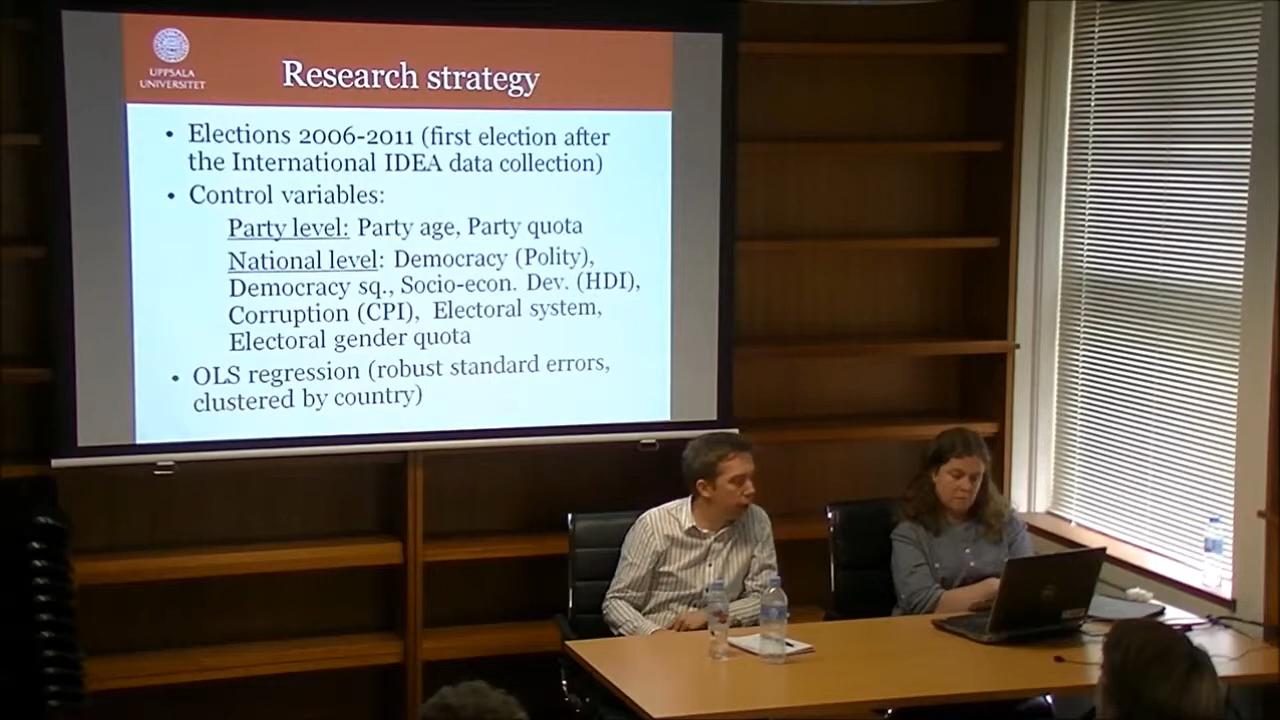 UPPSALA
UNIVERSITET
Research strategy
• Elections 2006-2011 (first election after
the International IDEA data collection)
• Control variables:
Party level: Party age, Party quota
National level: Democracy (Polity),
Democracy sq., Socio-econ. Dev. (HDI),
Corruption (CPI), Electoral system,
Electoral gender quota
• OLS regression (robust standard errors,
clustered by country)